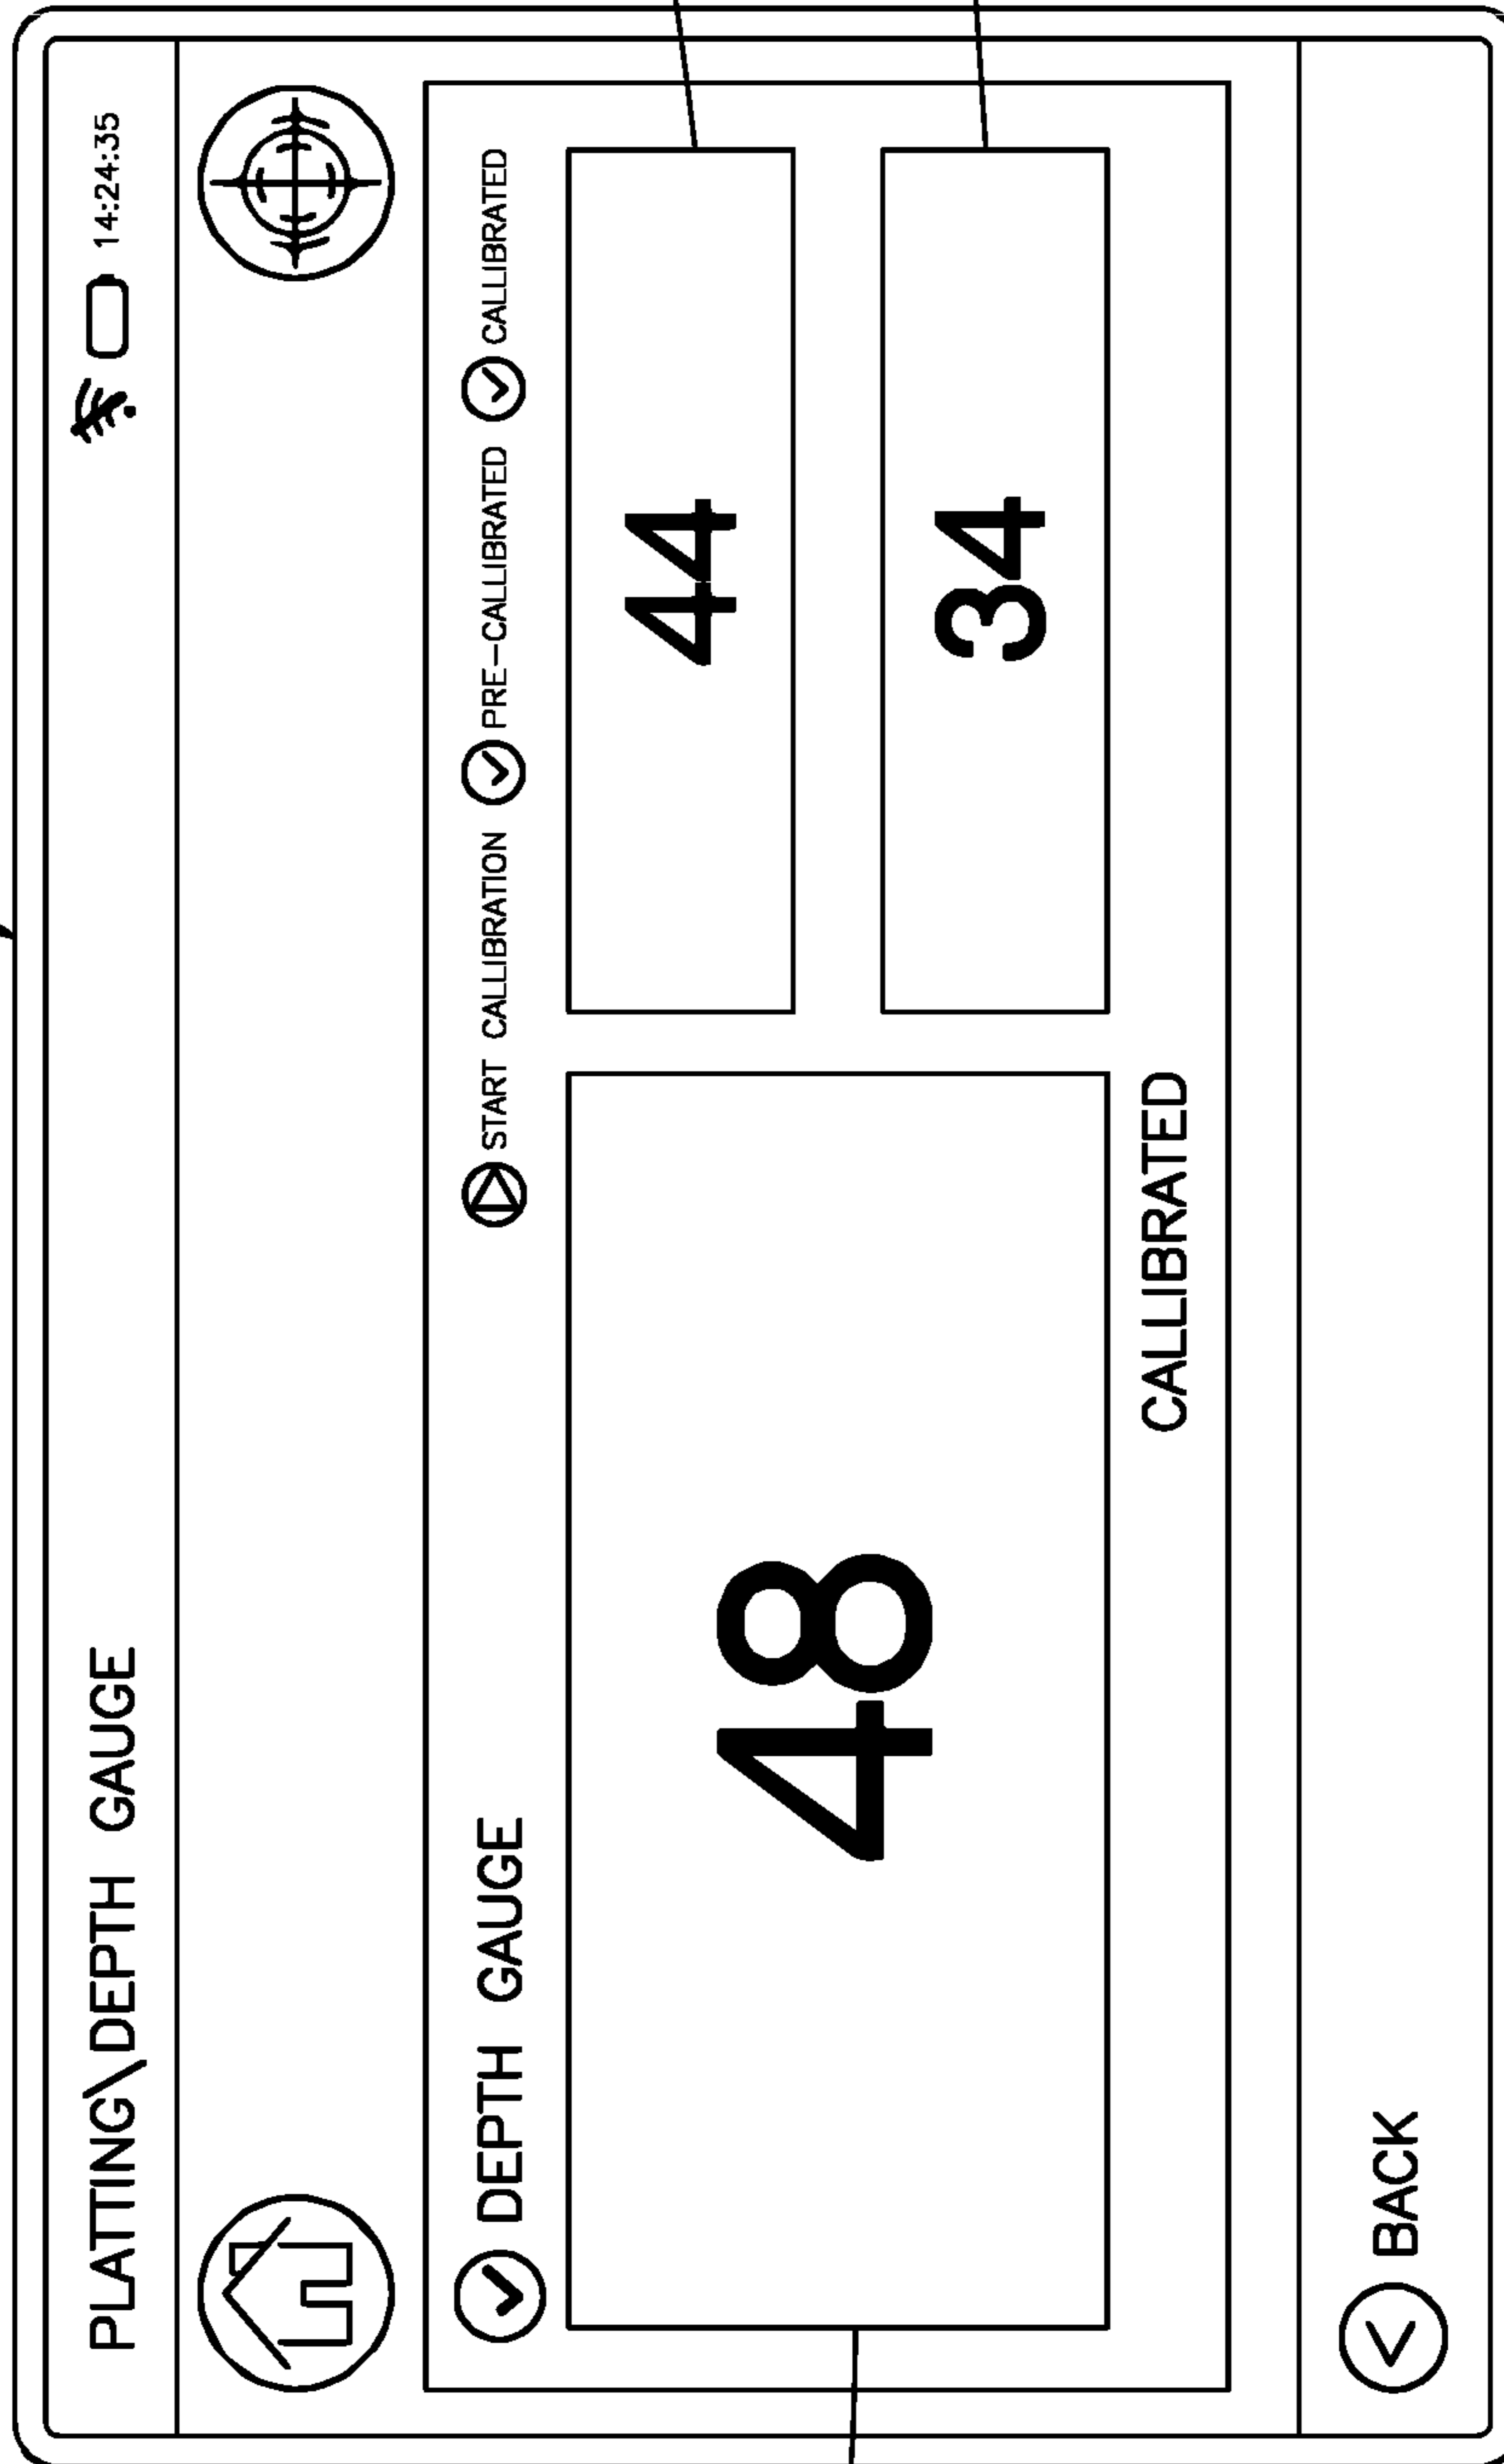 PLATTING\DEPTH GAUGE
14:24:35
DEPTH GAUGE
START CALLIBRATION
PRE-CALLIBRATED
CALLIBRATED
48
44
34
CALLIBRATED
BACK